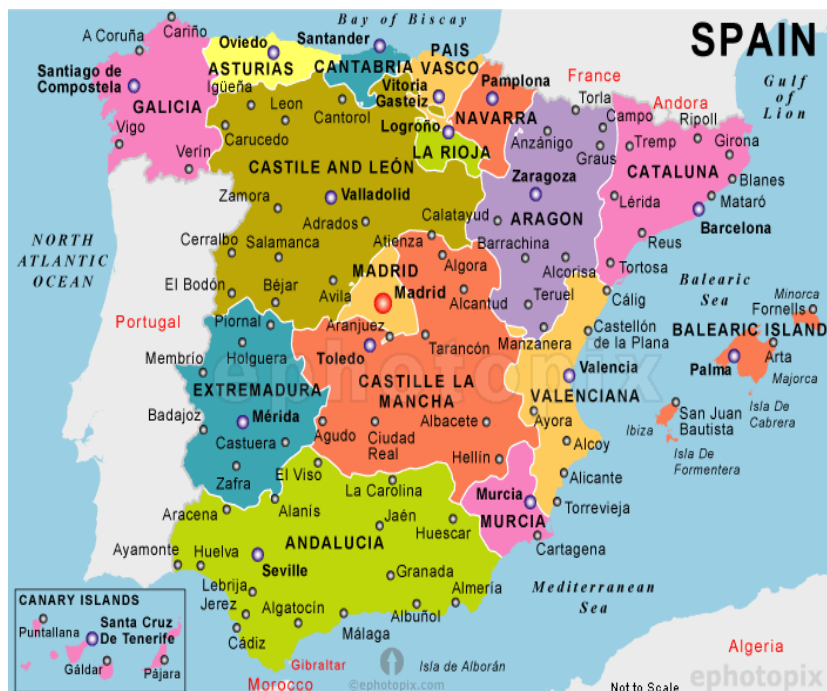 Bay of Biscay
SPAIN
Cariño
A Coruña
Oviedo
Santander
PAIS
VASCO
ASTURIAS
CANTABRIA
Santiago de
Compostela
GALICIA
Igüeña
Leon
Cantorol
Vitoria
Gasteiz
Pamplona
NAVARRA
France
Torla
Andora
Gulf
of
Lion
Vigo
Carucedo
Logroño
LA RIOJA
Anzánigo
Campo
Graus
Tremp
Ripoll
Girona
Verín
CASTILE AND LEÓN
Zaragoza
CATALUNA
Blanes
Zamora
Valladolid
ARAGON
Lérida
Mataró
Barcelona
Adrados
Calatayud
NORTH
ATLANTIC
OCEAN
Cerralbo
Salamanca
Atienza
Barrachina
Reus
El Bodón
Béjar
Avila
MADRID
Madrid
Algora
Alcantud
Alcorisa
Teruel
Tortosa
Cálig
Balearic
Sea
Minorca
Fornells
Portugal
Piornal
Aranjuez
Tarancón
Manzanera
Castellón
de la Plana
BALEARIC ISLAND
Membrio
Holguera
Toledo
Palma
Arta
Majorca
EXTREMADURA
ephotopix
CASTILLE LA
MANCHA
Valencia
VALENCIANA
Isla De
Cabrera
Badajoz
Mérida
Castuera
Agudo
Ciudad
Real
Albacete
Ayora
San Juan
Bautista
Ibiza
Isla De
Formentera
Zafra
El Viso
Hellín
Alcoy
Alicante
La Carolina
Murcia
MURCIA
Torrevieja
Aracena
Alanís
Jaén
Huescar
Cartagena
ANDALUCIA
Ayamonte
Huelva
Seville
Granada
Almería
Mediterranean
Sea
Lebrija
Jerez
Algatocín
Albuñol
Cádiz
Málaga
CANARY ISLANDS
Puntallana
Santa Cruz
De Tenerife
Gáldar
Pájara
Gibraltar
Morocco
Isla de Alborán
©ephotopix.com
Algeria
Not to Scale
ephotopix